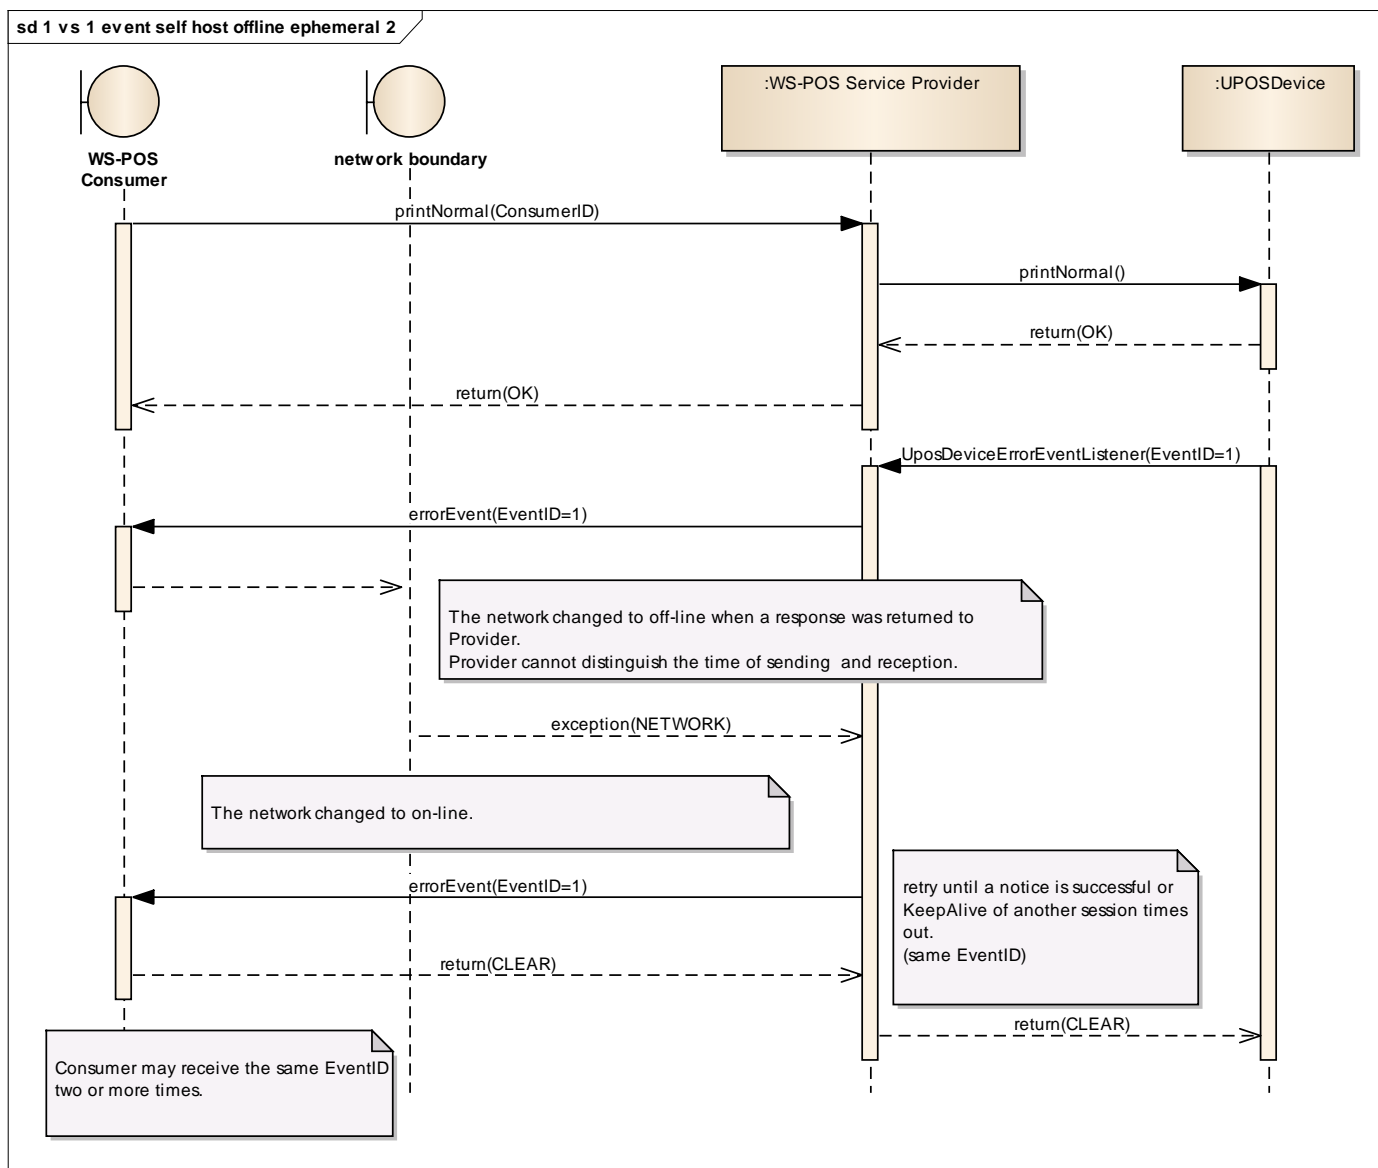 sd 1 vs 1 event self host offline ephemeral 2
WS-POS
Consumer
network boundary
:WS-POS Service Provider
:UPOSDevice
printNormal(ConsumerID)
printNormal()
return(OK)
return(OK)
UposDeviceErrorEventListener(EventID=1)
errorEvent(EventID=1)
The network changed to off-line when a response was returned to
Provider.
Provider cannot distinguish the time of sending and reception.
exception(NETWORK)
The network changed to on-line.
errorEvent(EventID=1)
retry until a notice is successful or
KeepAlive of another session times
out.
(same EventID)
return(CLEAR)
return(CLEAR)
Consumer may receive the same EventID
two or more times.